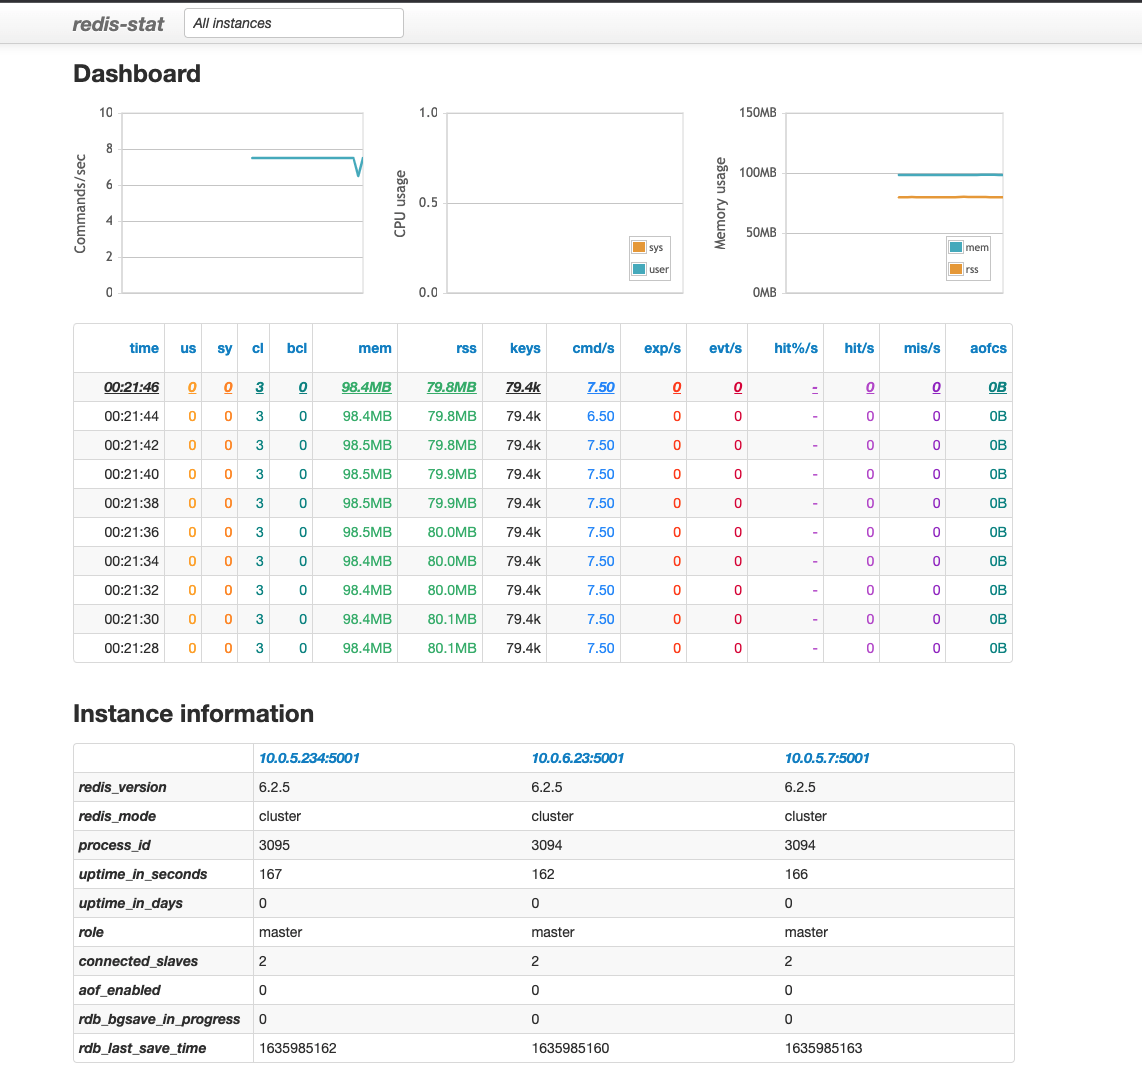 redis-stat All instances
Dashboard
Commands/sec
10
8
6
4
2
0
CPU usage
1.0
0.5
0.0
sys
user
Memory usage
150MB
100MB
50MB
0MB
mem
rss
time us sy cl bcl mem rss keys cmd/s exp/s evt/s hit%/s hit/s mis/s aofcs
00:21:46 0 0 3 0 98.4MB 79.8MB 79.4k 7.50 0 0 - 0 0 0B
00:21:44 0 0 3 0 98.4MB 79.8MB 79.4k 6.50 0 0 - 0 0 0B
00:21:42 0 0 3 0 98.5MB 79.8MB 79.4k 7.50 0 0 - 0 0 0B
00:21:40 0 0 3 0 98.5MB 79.9MB 79.4k 7.50 0 0 - 0 0 0B
00:21:38 0 0 3 0 98.5MB 79.9MB 79.4k 7.50 0 0 - 0 0 0B
00:21:36 0 0 3 0 98.5MB 80.0MB 79.4k 7.50 0 0 - 0 0 0B
00:21:34 0 0 3 0 98.4MB 80.0MB 79.4k 7.50 0 0 - 0 0 0B
00:21:32 0 0 3 0 98.4MB 80.0MB 79.4k 7.50 0 0 - 0 0 0B
00:21:30 0 0 3 0 98.4MB 80.1MB 79.4k 7.50 0 0 - 0 0 0B
00:21:28 0 0 3 0 98.4MB 80.1MB 79.4k 7.50 0 0 - 0 0 0B
Instance information
10.0.5.234:5001 10.0.6.23:5001 10.0.5.7:5001
redis_version 6.2.5 6.2.5 6.2.5
redis_mode cluster cluster cluster
process_id 3095 3094 3094
uptime_in_seconds 167 162 166
uptime_in_days 0 0 0
role master master master
connected_slaves 2 2 2
aof_enabled 0 0 0
rdb_bgsave_in_progress 0 0 0
rdb_last_save_time 1635985162 1635985160 1635985163